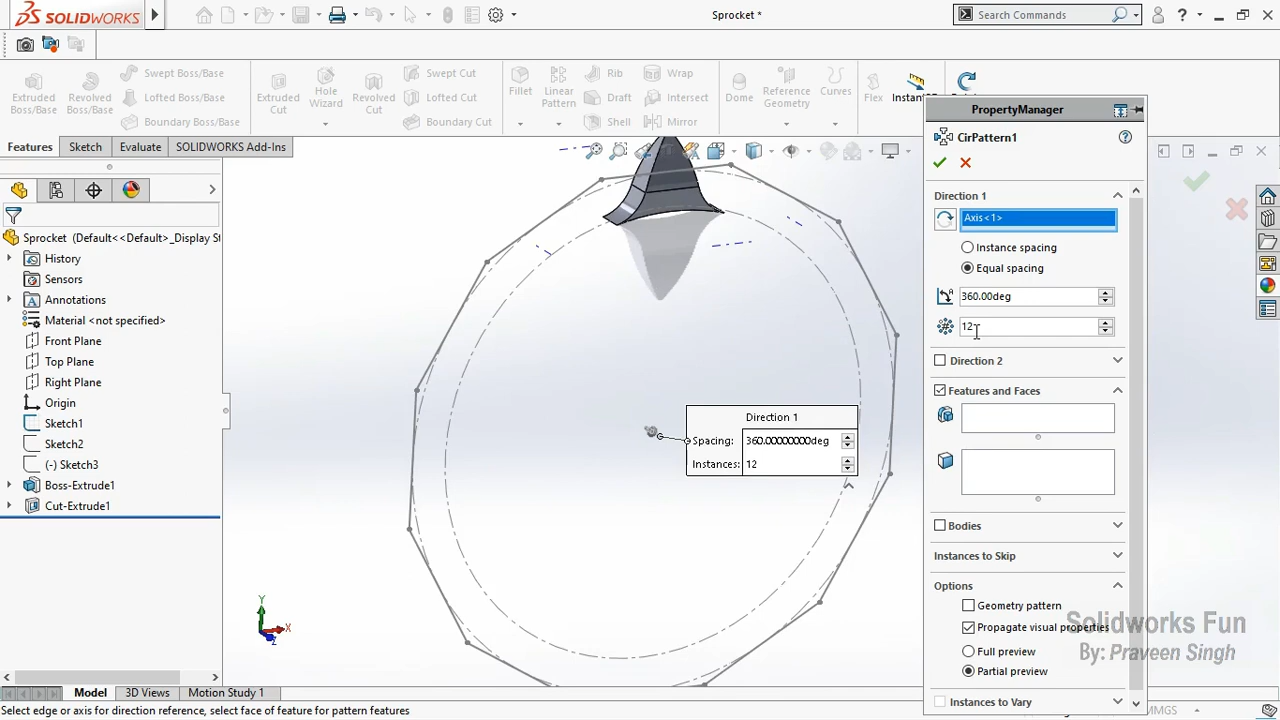 SOLIDWORKS
Sprocket *
Search Commands
Extruded Boss/Base
Revolved Boss/Base
Swept Boss/Base
Lofted Boss/Base
Boundary Boss/Base
Extruded Cut
Hole Wizard
Revolved Cut
Swept Cut
Lofted Cut
Boundary Cut
Fillet
Linear Pattern
Rib
Draft
Shell
Wrap
Intersect
Mirror
Dome
Reference Geometry
Curves
Flex
Features
Sketch
Evaluate
SOLIDWORKS Add-Ins
Sprocket (Default<<Default>_Display St
History
Sensors
Annotations
Material <not specified>
Front Plane
Top Plane
Right Plane
Origin
Sketch1
Sketch2
(-) Sketch3
Boss-Extrude1
Cut-Extrude1
Y
X
Z
Direction 1
Spacing: 360.00000000deg
Instances: 12
PropertyManager
CirPattern1
Direction 1
Axis<1>
Instance spacing
Equal spacing
360.00deg
12
Direction 2
Features and Faces
Bodies
Instances to Skip
Options
Geometry pattern
Propagate visual properties
Full preview
Partial preview
Instances to Vary
Solidworks Fun
By: Praveen Singh
Model
3D Views
Motion Study 1
Select edge or axis for direction reference, select face of feature for pattern features
MMGS